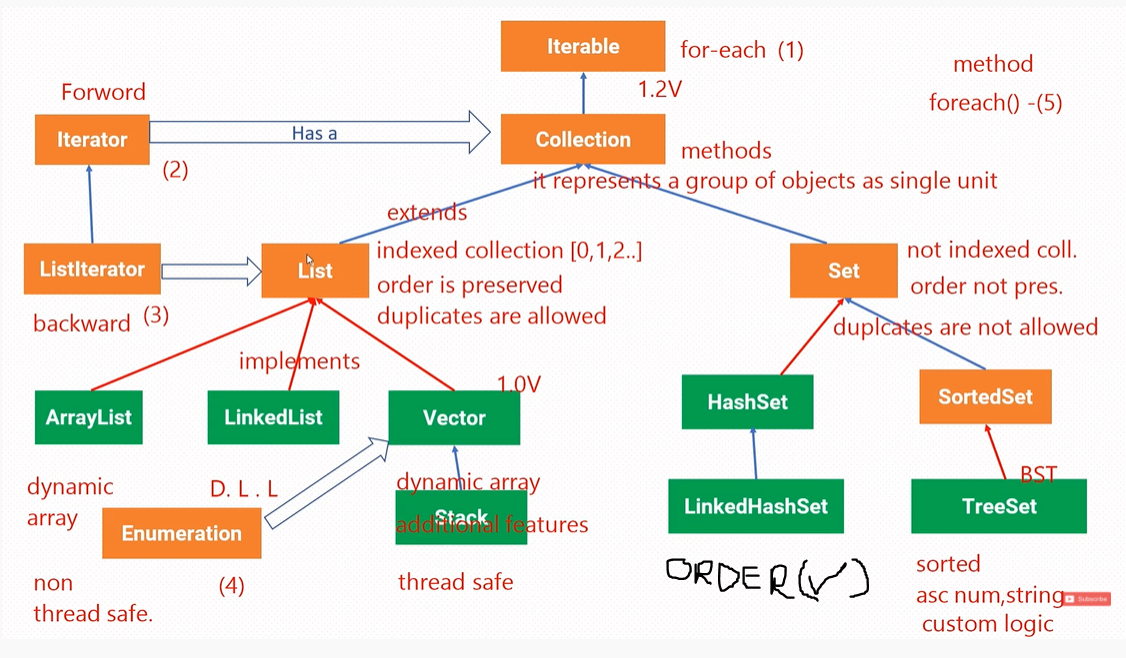 Iterable
for-each (1)
method
1.2V
foreach() -(5)
Forword
Iterator
Has a
Collection
(2)
methods
it represents a group of objects as single unit
extends
ListIterator
List
indexed collection [0,1,2..]
order is preserved
duplicates are allowed
Set
not indexed coll.
order not pres.
duplcates are not allowed
backward (3)
implements
1.0V
ArrayList
LinkedList
Vector
HashSet
SortedSet
dynamic
array
D. L . L
dynamic array
Stack
additional features
BST
LinkedHashSet
TreeSet
Enumeration
non
thread safe.
(4)
thread safe
ORDER(✓)
sorted
asc num,string
custom logic
Subscribe